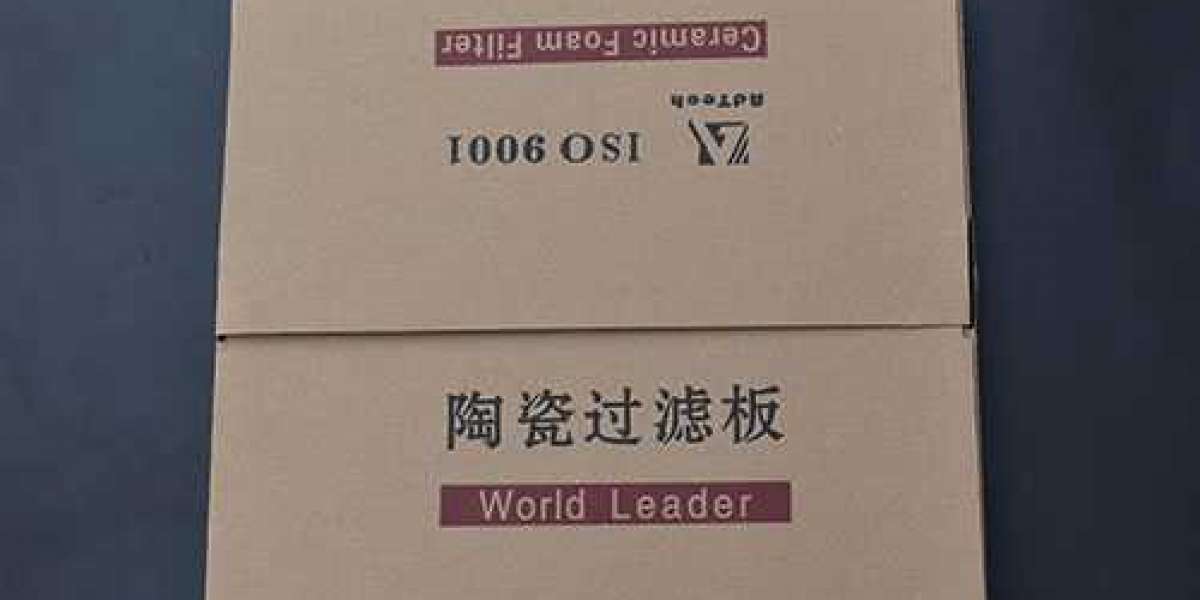 ISO 9001
AdTech
Ceramic Foam Filter
陶瓷过滤板
World Leader